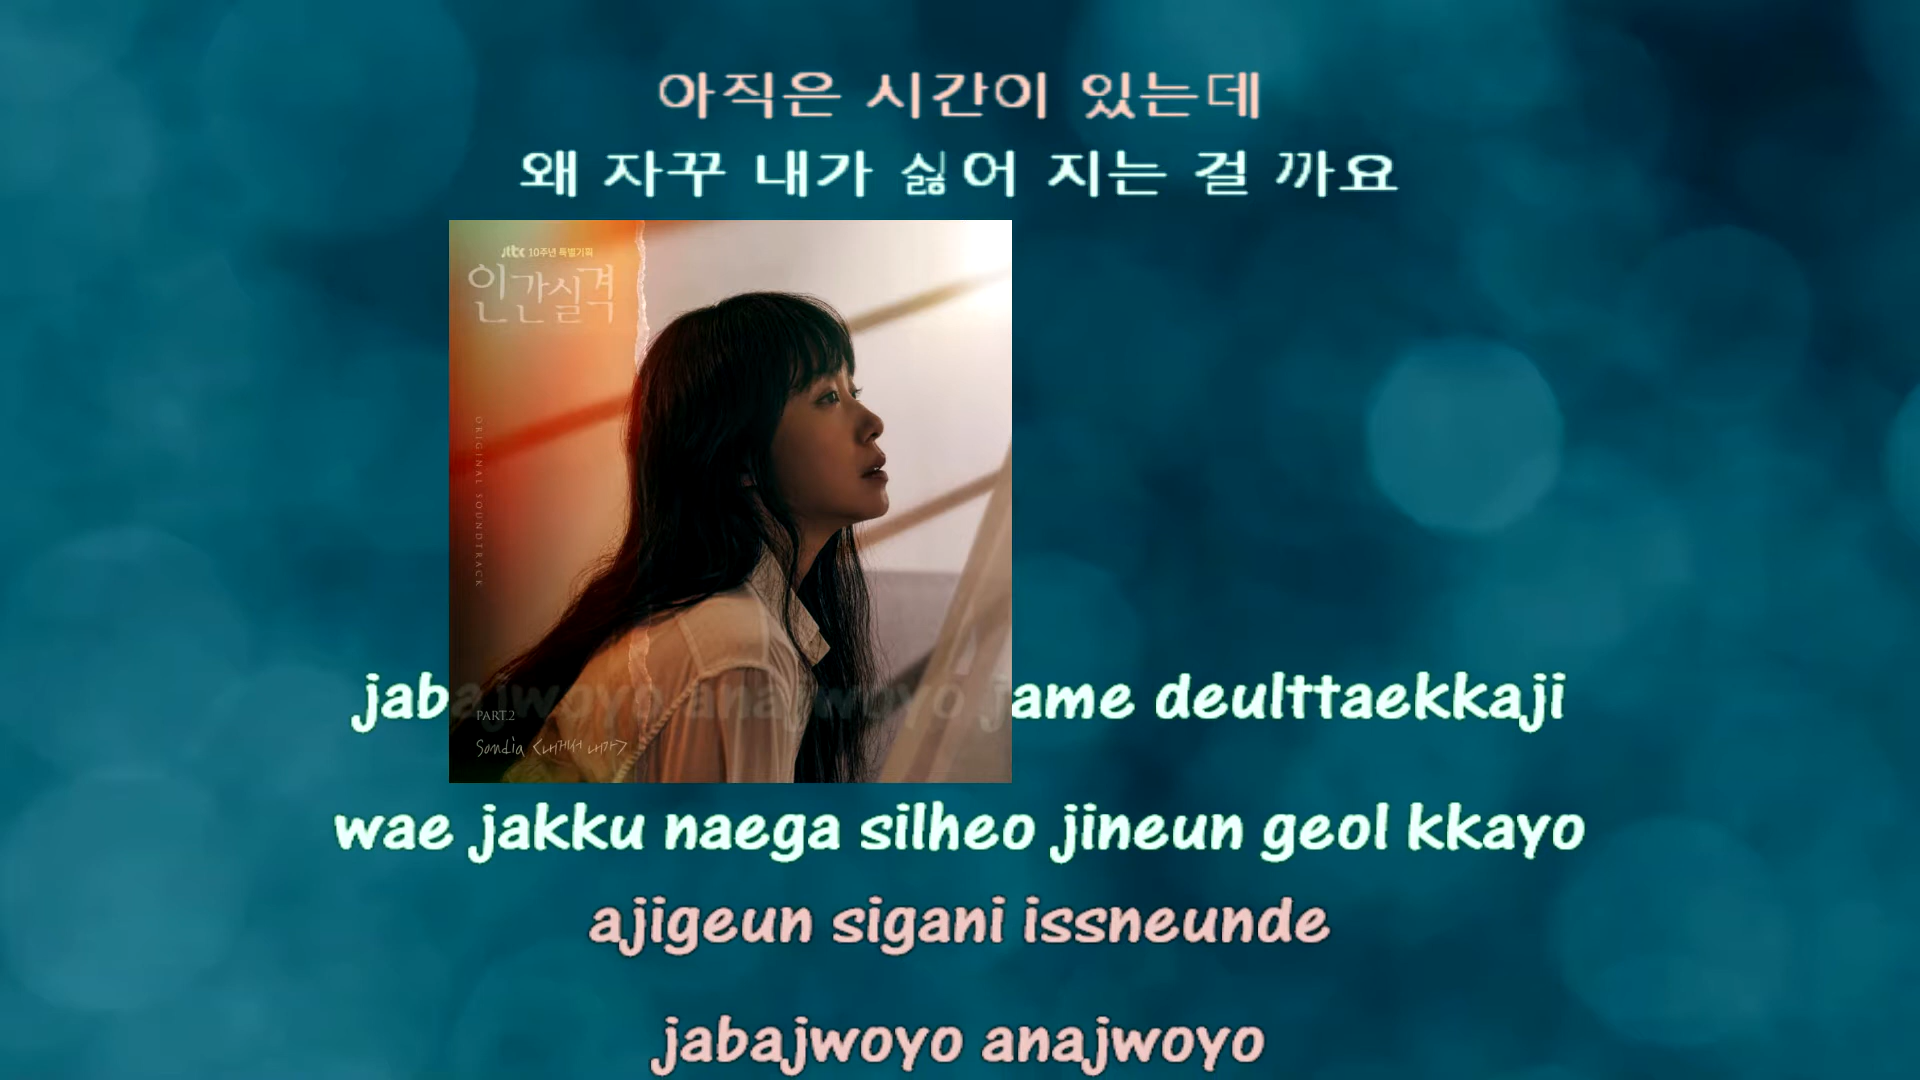 아직은 시간이 있는데
왜 자꾸 내가 싫어 지는 걸 까요
jtbc 10주년 특별기획
인간실격
ORIGINAL SOUNDTRACK
jabajwoyo anajwoyo jame deulttaekkaji
PART.2
Sondia <내게서 내가>
wae jakku naega silheo jineun geol kkayo
ajigeun sigani issneunde
jabajwoyo anajwoyo